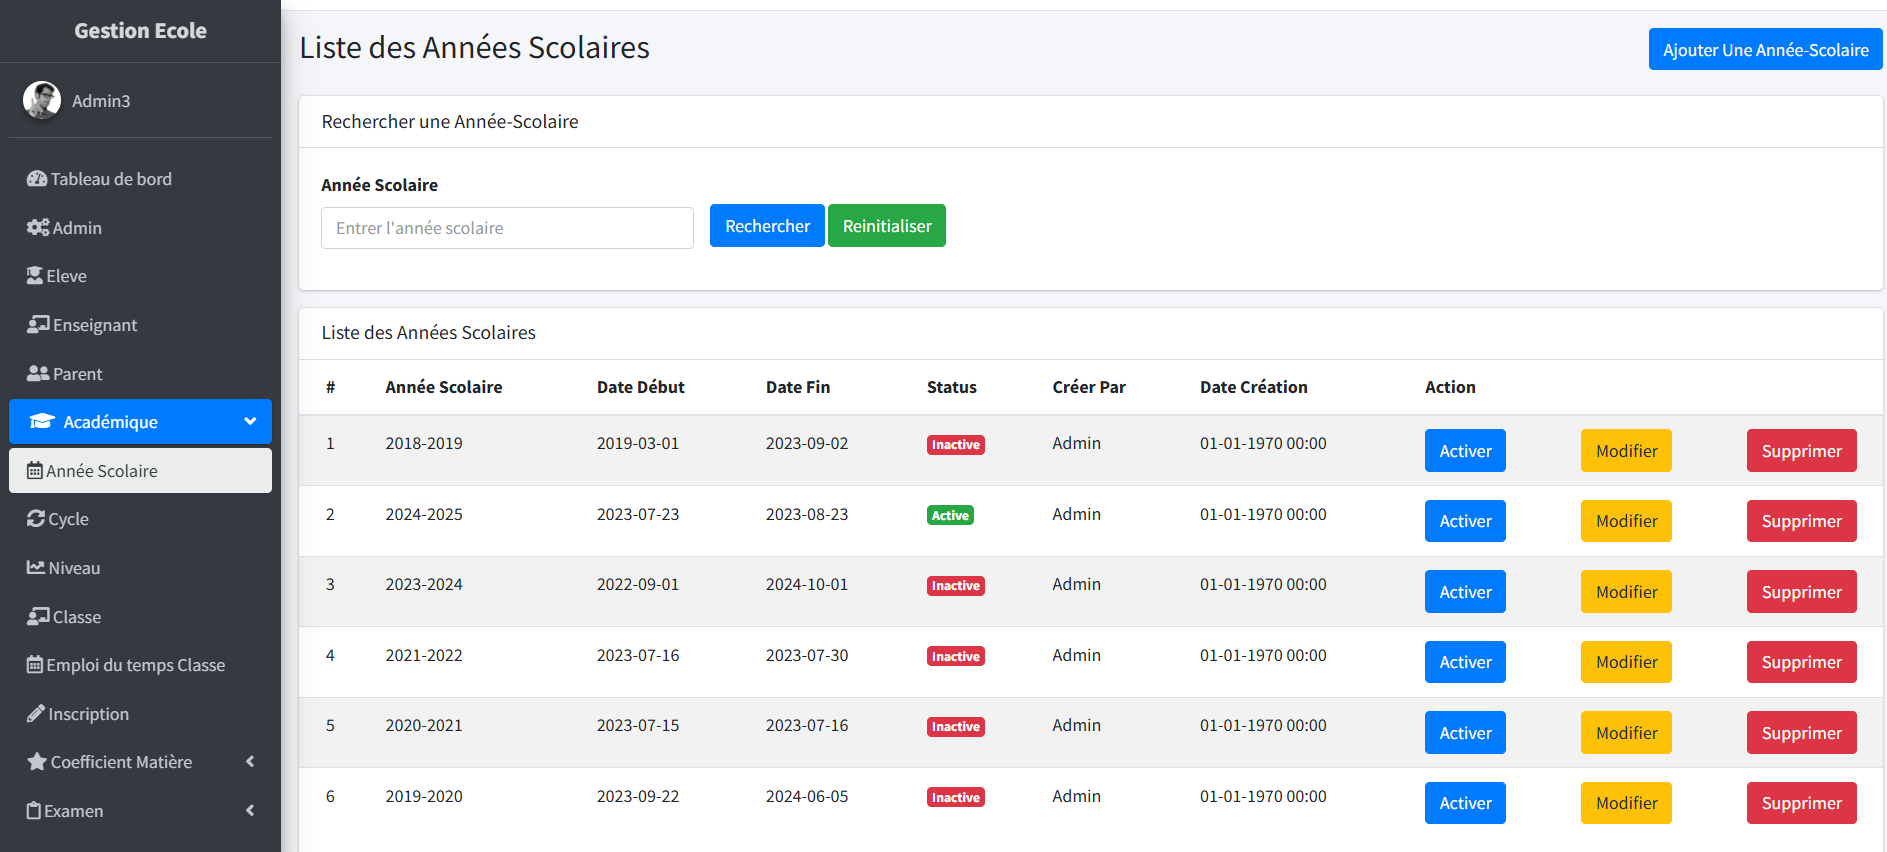 Gestion Ecole
Admin3
Tableau de bord
Admin
Eleve
Enseignant
Parent
Académique
Année Scolaire
Cycle
Niveau
Classe
Emploi du temps Classe
Inscription
Coefficient Matière
Examen
Liste des Années Scolaires
Ajouter Une Année-Scolaire
Rechercher une Année-Scolaire
Année Scolaire
Entrer l'année scolaire Rechercher Reinitialiser
Liste des Années Scolaires
# Année Scolaire Date Début Date Fin Status Créer Par Date Création Action
1 2018-2019 2019-03-01 2023-09-02 Inactive Admin 01-01-1970 00:00 Activer Modifier Supprimer
2 2024-2025 2023-07-23 2023-08-23 Active Admin 01-01-1970 00:00 Activer Modifier Supprimer
3 2023-2024 2022-09-01 2024-10-01 Inactive Admin 01-01-1970 00:00 Activer Modifier Supprimer
4 2021-2022 2023-07-16 2023-07-30 Inactive Admin 01-01-1970 00:00 Activer Modifier Supprimer
5 2020-2021 2023-07-15 2023-07-16 Inactive Admin 01-01-1970 00:00 Activer Modifier Supprimer
6 2019-2020 2023-09-22 2024-06-05 Inactive Admin 01-01-1970 00:00 Activer Modifier Supprimer